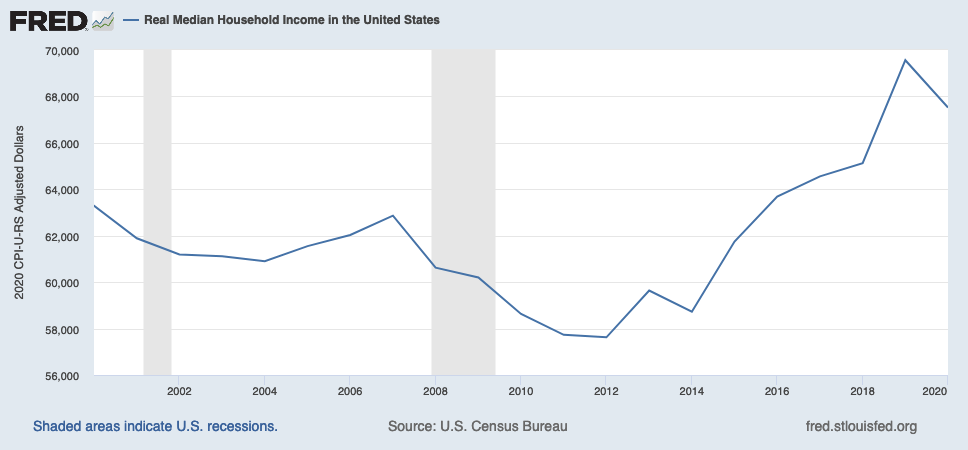 FRED
Real Median Household Income in the United States
70,000
68,000
66,000
64,000
62,000
60,000
58,000
56,000
2020 CPI-U-RS Adjusted Dollars
2002 2004 2006 2008 2010 2012 2014 2016 2018 2020
Shaded areas indicate U.S. recessions. Source: U.S. Census Bureau fred.stlouisfed.org